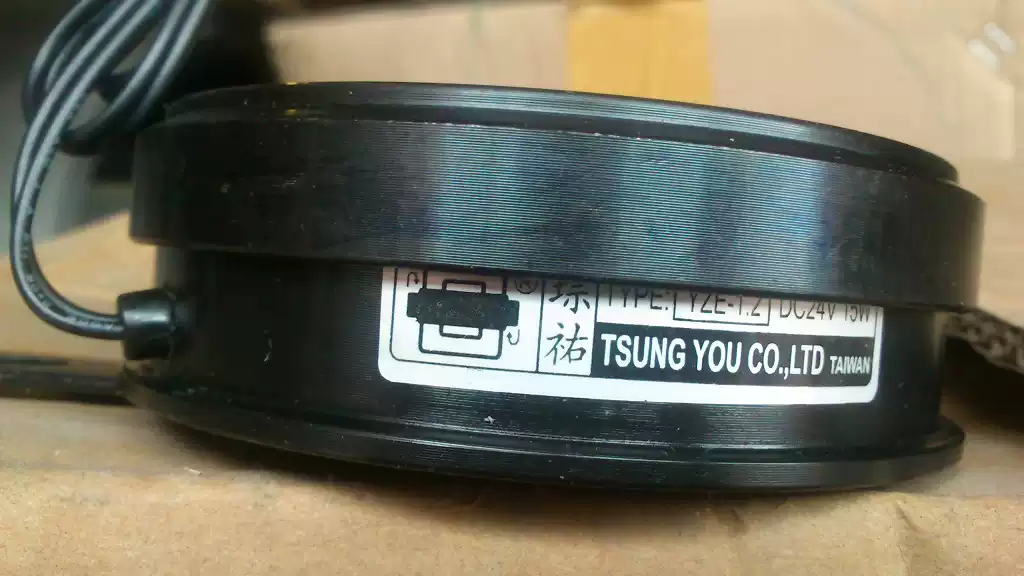 ® 琮 TYPE: YZE-1.2 DC24V 15W
祐 TSUNG YOU CO.,LTD TAIWAN